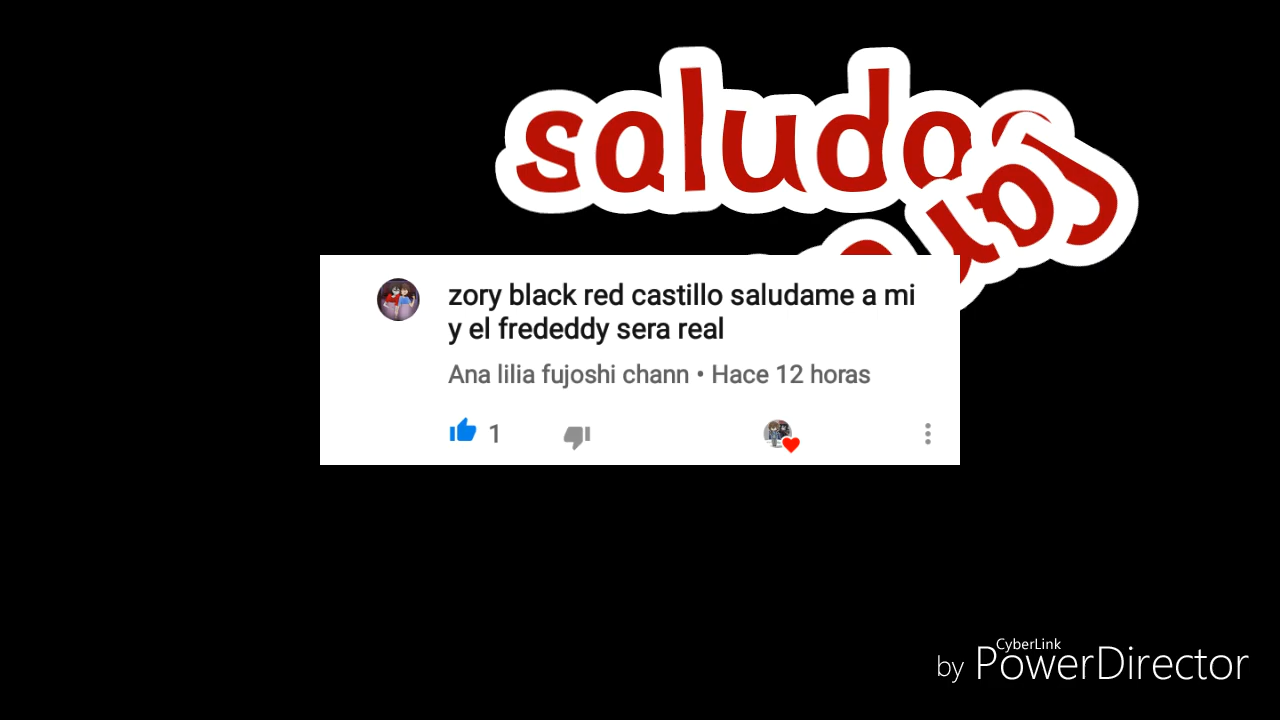 saludos
para
zory black red castillo saludame a mi
y el frededdy sera real
Ana lilia fujoshi chann • Hace 12 horas
1
CyberLink
by PowerDirector